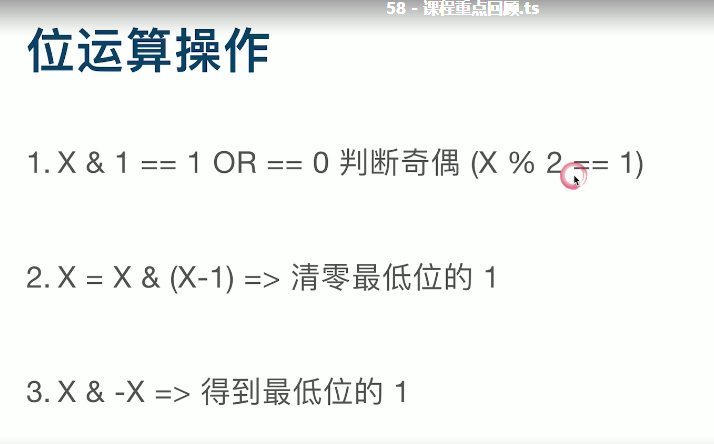 58 - 课程重点回顾.ts
位运算操作
1. X & 1 == 1 OR == 0 判断奇偶 (X % 2 == 1)
2. X = X & (X-1) => 清零最低位的 1
3. X & -X => 得到最低位的 1